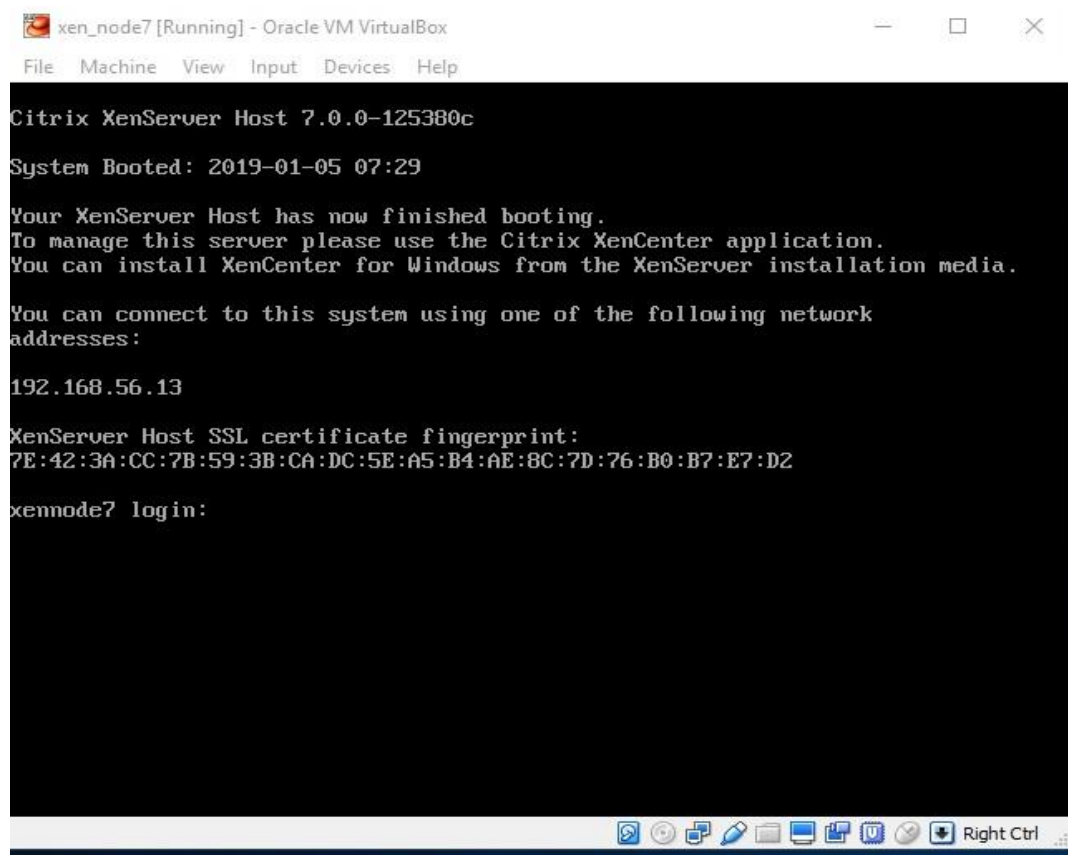 xen_node7 [Running] - Oracle VM VirtualBox
File Machine View Input Devices Help
Citrix XenServer Host 7.0.0-125380c
System Booted: 2019-01-05 07:29
Your XenServer Host has now finished booting.
To manage this server please use the Citrix XenCenter application.
You can install XenCenter for Windows from the XenServer installation media.
You can connect to this system using one of the following network
addresses:
192.168.56.13
XenServer Host SSL certificate fingerprint:
7E:42:3A:CC:7B:59:3B:CA:DC:5E:A5:B4:AE:8C:7D:76:B0:B7:E7:D2
xennode7 login:
Right Ctrl